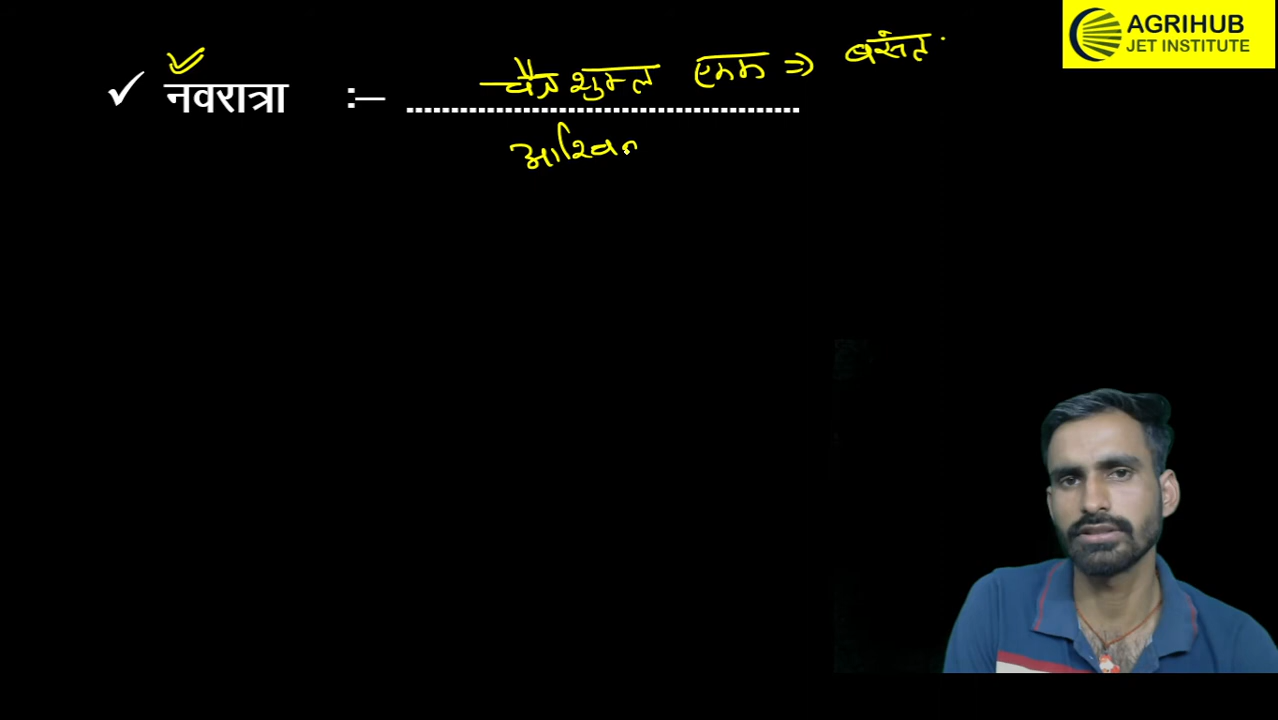 AGRIHUB
JET INSTITUTE
चैत्र शुक्ल एकम ⇒ बसंत
✓ नवरात्रा :– ............................................
आश्विन